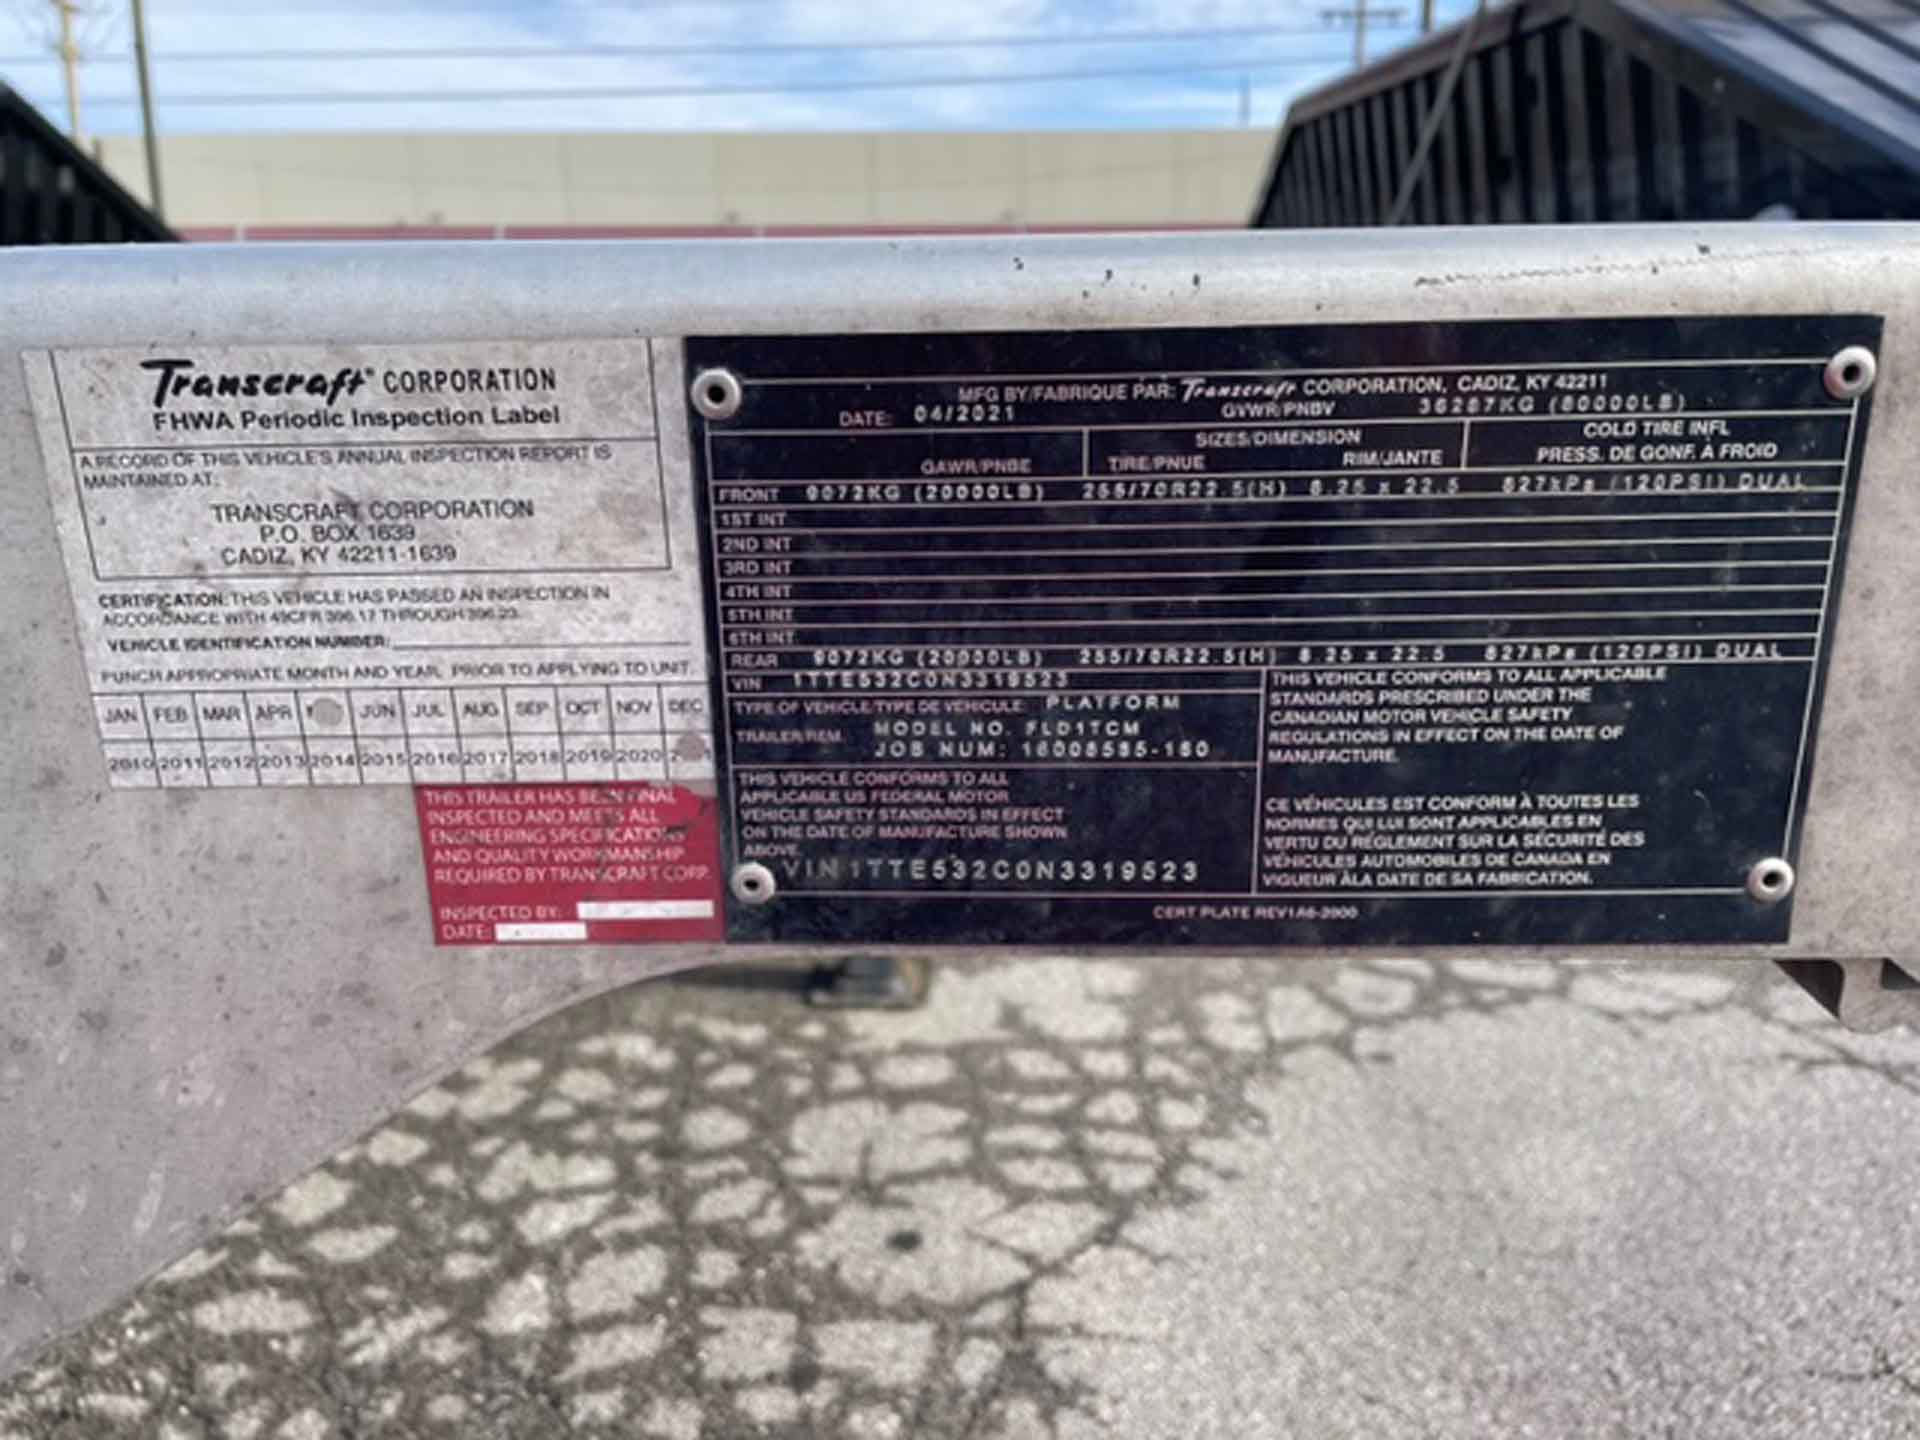 Transcraft® CORPORATION
FHWA Periodic Inspection Label
A RECORD OF THIS VEHICLE'S ANNUAL INSPECTION REPORT IS
MAINTAINED AT:
TRANSCRAFT CORPORATION
P.O. BOX 1639
CADIZ, KY 42211-1639
CERTIFICATION: THIS VEHICLE HAS PASSED AN INSPECTION IN
ACCORDANCE WITH 49CFR 396.17 THROUGH 396.23.
VEHICLE IDENTIFICATION NUMBER:
PUNCH APPROPRIATE MONTH AND YEAR, PRIOR TO APPLYING TO UNIT.
JAN FEB MAR APR JUN JUL AUG SEP OCT NOV DEC
2010 2011 2012 2013 2014 2015 2016 2017 2018 2019 2020
THIS TRAILER HAS BEEN FINAL
INSPECTED AND MEETS ALL
ENGINEERING SPECIFICATIONS
AND QUALITY WORKMANSHIP
REQUIRED BY TRANSCRAFT CORP.
INSPECTED BY:
DATE:
MFG BY/FABRIQUE PAR: Transcraft CORPORATION, CADIZ, KY 42211
DATE: 04/2021 GVWR/PNBV 36287KG (80000LB)
SIZES/DIMENSION COLD TIRE INFL
GAWR/PNBE TIRE/PNUE RIM/JANTE PRESS. DE GONF. À FROID
FRONT 9072KG (20000LB) 255/70R22.5(H) 8.25 x 22.5 827kPa (120PSI) DUAL
1ST INT
2ND INT
3RD INT
4TH INT
5TH INT
6TH INT
REAR 9072KG (20000LB) 255/70R22.5(H) 8.25 x 22.5 827kPa (120PSI) DUAL
VIN 1TTE532C0N3319523
TYPE OF VEHICLE/TYPE DE VEHICULE: PLATFORM
TRAILER/REM. MODEL NO. FLD1TCM
JOB NUM: 16008585-160
THIS VEHICLE CONFORMS TO ALL
APPLICABLE US FEDERAL MOTOR
VEHICLE SAFETY STANDARDS IN EFFECT
ON THE DATE OF MANUFACTURE SHOWN
ABOVE.
VIN 1TTE532C0N3319523
THIS VEHICLE CONFORMS TO ALL APPLICABLE
STANDARDS PRESCRIBED UNDER THE
CANADIAN MOTOR VEHICLE SAFETY
REGULATIONS IN EFFECT ON THE DATE OF
MANUFACTURE.
CE VÉHICULES EST CONFORM À TOUTES LES
NORMES QUI LUI SONT APPLICABLES EN
VERTU DU RÈGLEMENT SUR LA SÉCURITÉ DES
VÉHICULES AUTOMOBILES DE CANADA EN
VIGUEUR ÀLA DATE DE SA FABRICATION.
CERT PLATE REV1A6-2000